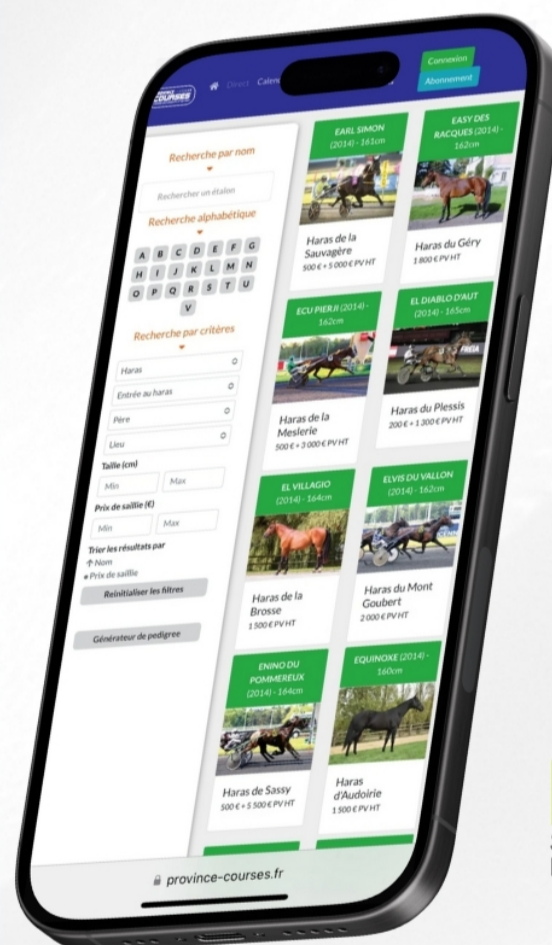 PROVINCE
COURSES
Direct
Connexion
Abonnement
Recherche par nom
Rechercher un étalon
Recherche alphabétique
A B C D E F G
H I J K L M N
O P Q R S T U
V
Recherche par critères
Haras
Entrée au haras
Père
Lieu
Taille (cm)
Min Max
Prix de saillie (€)
Min Max
Trier les résultats par
Nom
Prix de saillie
Reinitialiser les filtres
Générateur de pedigree
EARL SIMON
(2014) - 161cm
Haras de la
Sauvagère
500 € + 5 000 € PV HT
EASY DES
RACQUES (2014) -
162cm
Haras du Géry
1 800 € PV HT
ECU PIERJI (2014) -
162cm
Haras de la
Meslerie
500 € + 3 000 € PV HT
EL DIABLO D'AUT
(2014) - 165cm
FRIDA
Haras du Plessis
200 € + 1 300 € PV HT
EL VILLAGIO
(2014) - 164cm
Haras de la
Brosse
1 500 € PV HT
ELVIS DU VALLON
(2014) - 162cm
Haras du Mont
Goubert
2 000 € PV HT
ENINO DU
POMMEREUX
(2014) - 164cm
Haras de Sassy
500 € + 5 500 € PV HT
EQUINOXE (2014) -
160cm
Haras
d'Audoirie
1 500 € PV HT
province-courses.fr